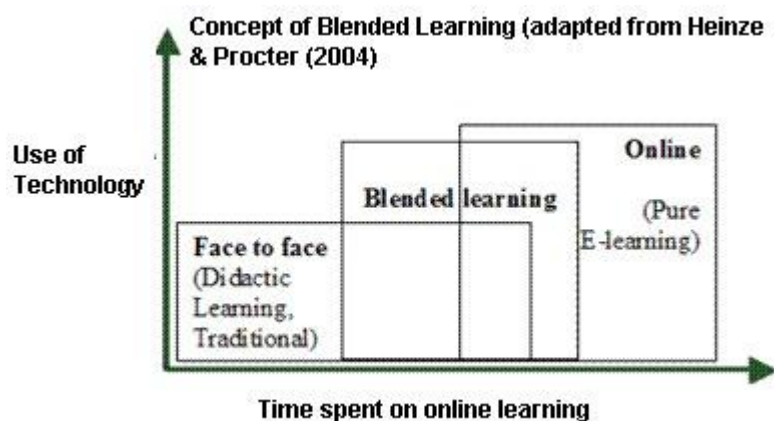 Concept of Blended Learning (adapted from Heinze
& Procter (2004)
Use of
Technology
Online
(Pure
E-learning)
Blended learning
Face to face
(Didactic
Learning,
Traditional)
Time spent on online learning